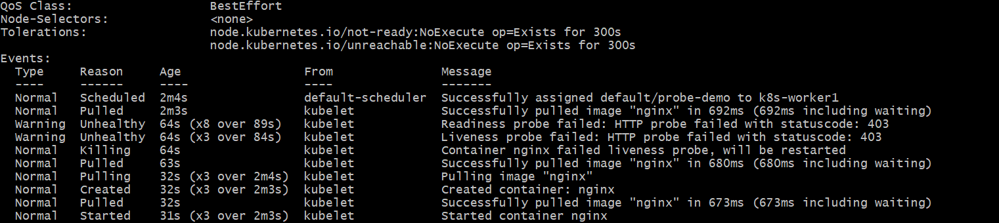 QoS Class:                   BestEffort
Node-Selectors:              <none>
Tolerations:                 node.kubernetes.io/not-ready:NoExecute op=Exists for 300s
                             node.kubernetes.io/unreachable:NoExecute op=Exists for 300s
Events:
  Type     Reason     Age                 From               Message
  ----     ------     ----                ----               -------
  Normal   Scheduled  2m4s                default-scheduler  Successfully assigned default/probe-demo to k8s-worker1
  Normal   Pulled     2m3s                kubelet            Successfully pulled image "nginx" in 692ms (692ms including waiting)
  Warning  Unhealthy  64s (x8 over 89s)   kubelet            Readiness probe failed: HTTP probe failed with statuscode: 403
  Warning  Unhealthy  64s (x3 over 84s)   kubelet            Liveness probe failed: HTTP probe failed with statuscode: 403
  Normal   Killing    64s                 kubelet            Container nginx failed liveness probe, will be restarted
  Normal   Pulled     63s                 kubelet            Successfully pulled image "nginx" in 680ms (680ms including waiting)
  Normal   Pulling    32s (x3 over 2m4s)  kubelet            Pulling image "nginx"
  Normal   Created    32s (x3 over 2m3s)  kubelet            Created container: nginx
  Normal   Pulled     32s                 kubelet            Successfully pulled image "nginx" in 673ms (673ms including waiting)
  Normal   Started    31s (x3 over 2m3s)  kubelet            Started container nginx